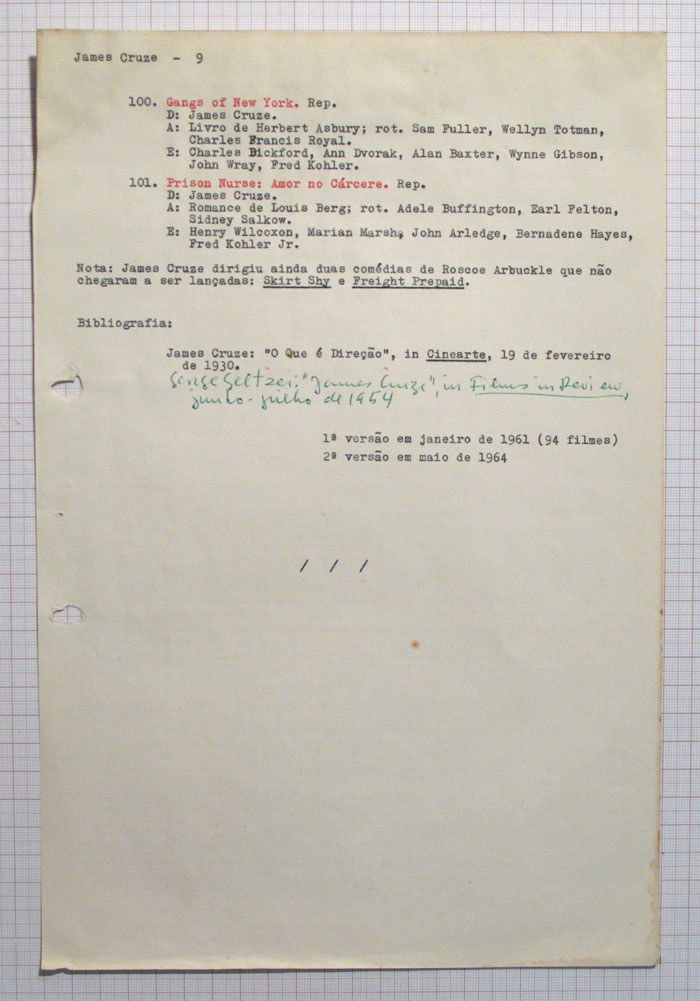 James Cruze - 9
100. Gangs of New York. Rep.
D: James Cruze.
A: Livro de Herbert Asbury; rot. Sam Fuller, Wellyn Totman,
Charles Francis Royal.
E: Charles Bickford, Ann Dvorak, Alan Baxter, Wynne Gibson,
John Wray, Fred Kohler.
101. Prison Nurse: Amor no Cárcere. Rep.
D: James Cruze.
A: Romance de Louis Berg; rot. Adele Buffington, Earl Felton,
Sidney Salkow.
E: Henry Wilcoxon, Marian Marsh, John Arledge, Bernadene Hayes,
Fred Kohler Jr.
Nota: James Cruze dirigiu ainda duas comédias de Roscoe Arbuckle que não
chegaram a ser lançadas: Skirt Shy e Freight Prepaid.
Bibliografia:
James Cruze: "O Que é Direção", in Cinearte, 19 de fevereiro
de 1930.
George Geltzer: "James Cruze", in Films in Review,
junho-julho de 1954
1ª versão em janeiro de 1961 (94 filmes)
2ª versão em maio de 1964
/ / /